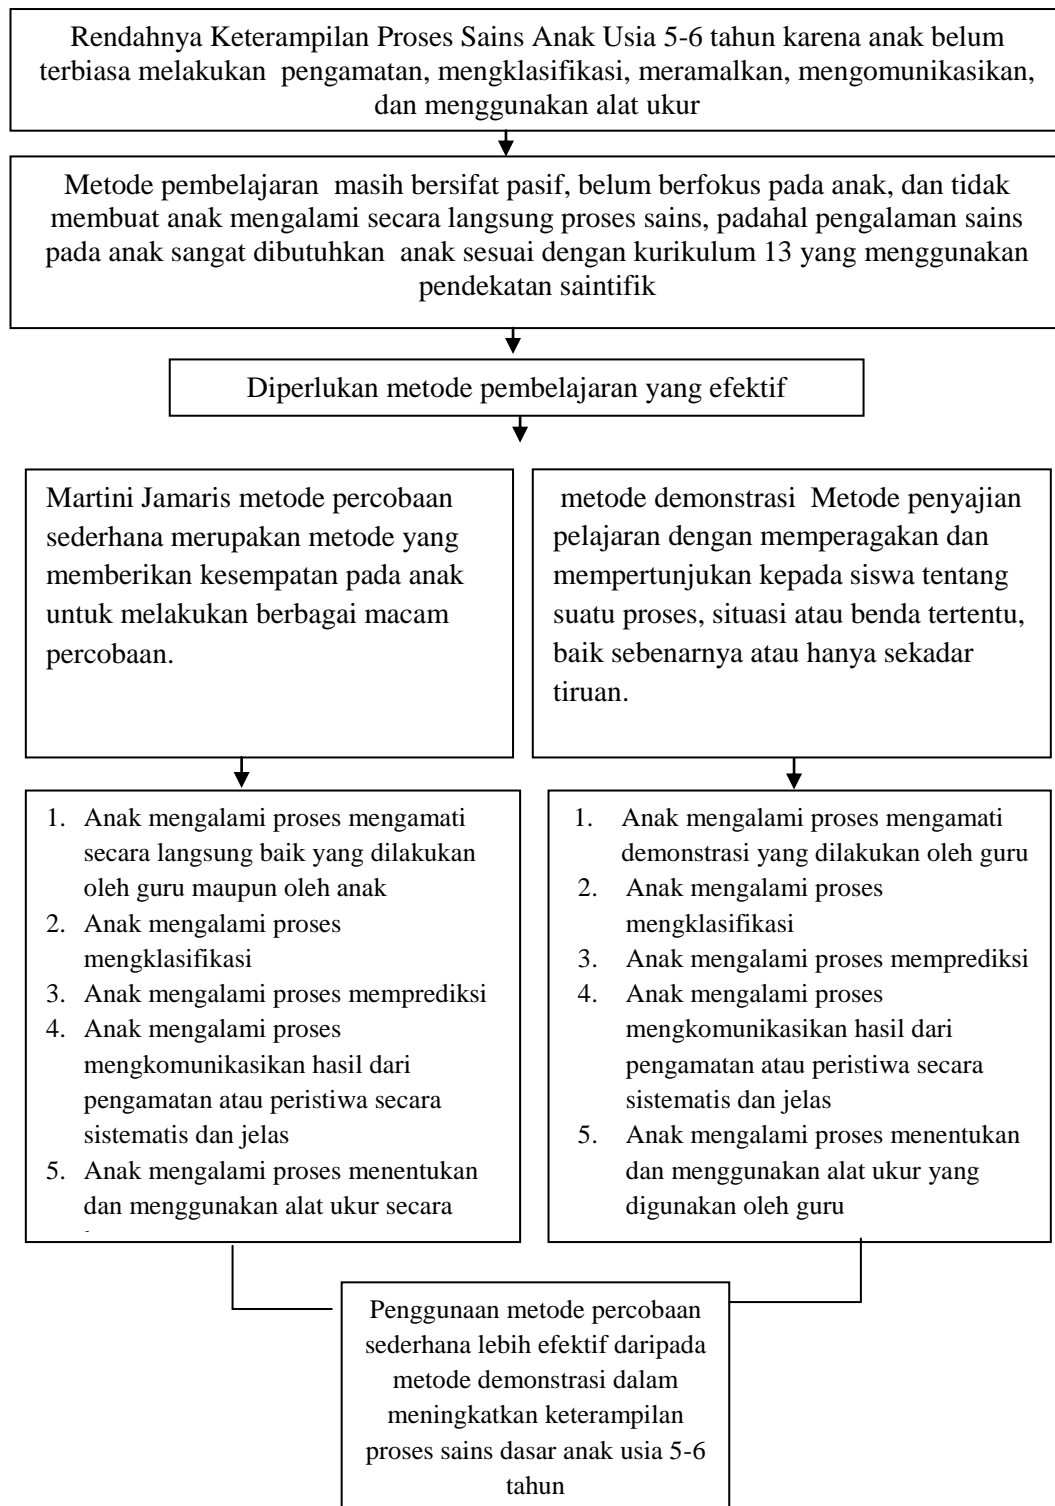 Rendahnya Keterampilan Proses Sains Anak Usia 5-6 tahun karena anak belum
terbiasa melakukan pengamatan, mengklasifikasi, meramalkan, mengomunikasikan,
dan menggunakan alat ukur
Metode pembelajaran masih bersifat pasif, belum berfokus pada anak, dan tidak
membuat anak mengalami secara langsung proses sains, padahal pengalaman sains
pada anak sangat dibutuhkan anak sesuai dengan kurikulum 13 yang menggunakan
pendekatan saintifik
Diperlukan metode pembelajaran yang efektif
Martini Jamaris metode percobaan
sederhana merupakan metode yang
memberikan kesempatan pada anak
untuk melakukan berbagai macam
percobaan.
metode demonstrasi Metode penyajian
pelajaran dengan memperagakan dan
mempertunjukan kepada siswa tentang
suatu proses, situasi atau benda tertentu,
baik sebenarnya atau hanya sekadar
tiruan.
1. Anak mengalami proses mengamati
secara langsung baik yang dilakukan
oleh guru maupun oleh anak
2. Anak mengalami proses
mengklasifikasi
3. Anak mengalami proses memprediksi
4. Anak mengalami proses
mengkomunikasikan hasil dari
pengamatan atau peristiwa secara
sistematis dan jelas
5. Anak mengalami proses menentukan
dan menggunakan alat ukur secara
1. Anak mengalami proses mengamati
demonstrasi yang dilakukan oleh guru
2. Anak mengalami proses
mengklasifikasi
3. Anak mengalami proses memprediksi
4. Anak mengalami proses
mengkomunikasikan hasil dari
pengamatan atau peristiwa secara
sistematis dan jelas
5. Anak mengalami proses menentukan
dan menggunakan alat ukur yang
digunakan oleh guru
Penggunaan metode percobaan
sederhana lebih efektif daripada
metode demonstrasi dalam
meningkatkan keterampilan
proses sains dasar anak usia 5-6
tahun